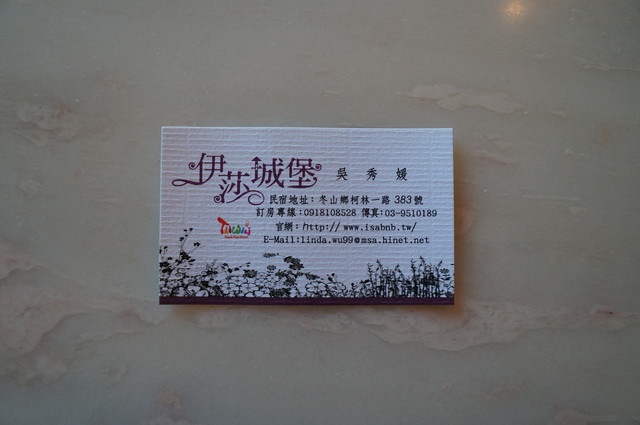 伊莎城堡 吳秀媛
民宿地址：冬山鄉柯林一路 383號
訂房專線：0918108528 傳真：03-9510189
官網：http://www.isabnb.tw/
E-Mail:linda.wu99@msa.hinet.net
Taiwan